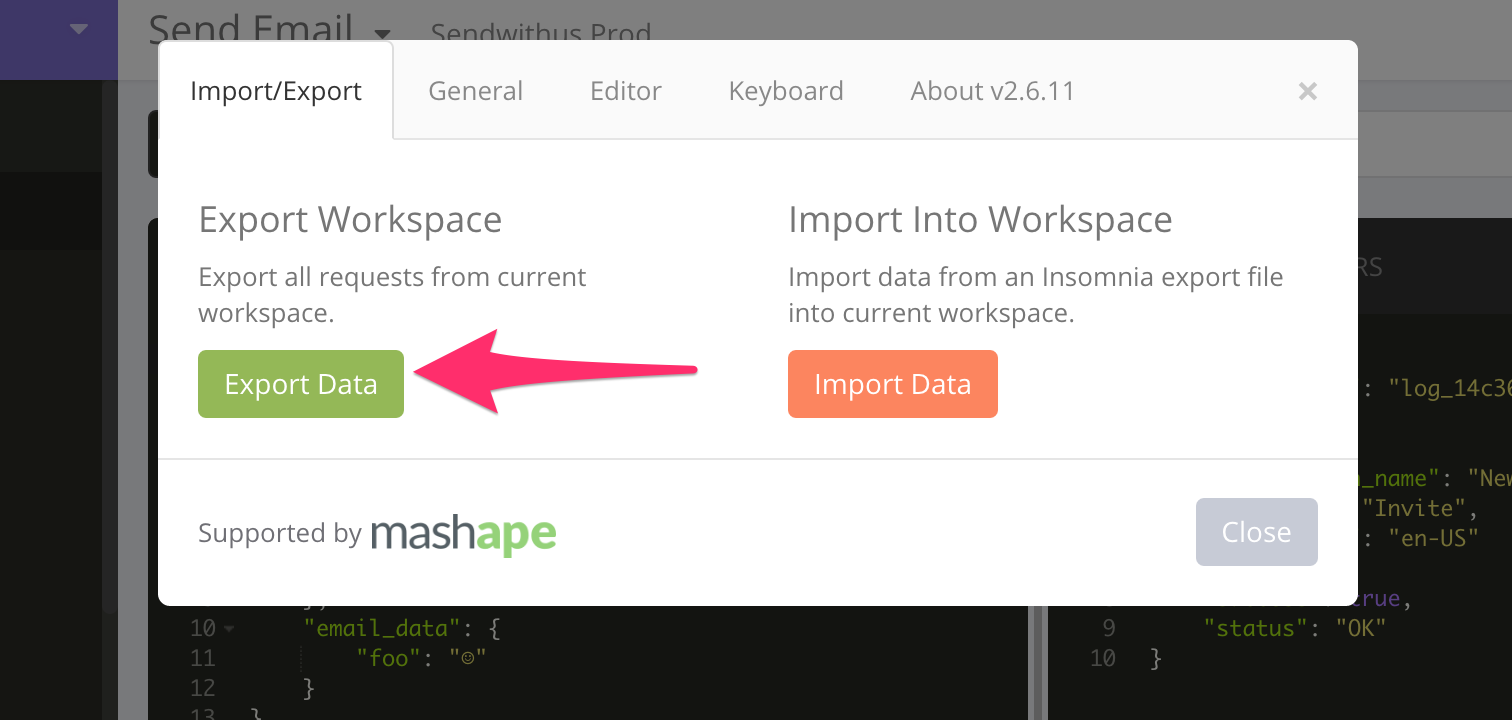 Send Email
Sendwithus Prod
Import/Export
General
Editor
Keyboard
About v2.6.11
×
Export Workspace
Export all requests from current
workspace.
Export Data
Import Into Workspace
Import data from an Insomnia export file
into current workspace.
Import Data
Supported by mashape
Close
RS
: "log_14c36
_name": "New
"Invite",
: "en-US"
10 "email_data": {
11 "foo": "☺"
12 }
13 }
rue,
9 "status": "OK"
10 }